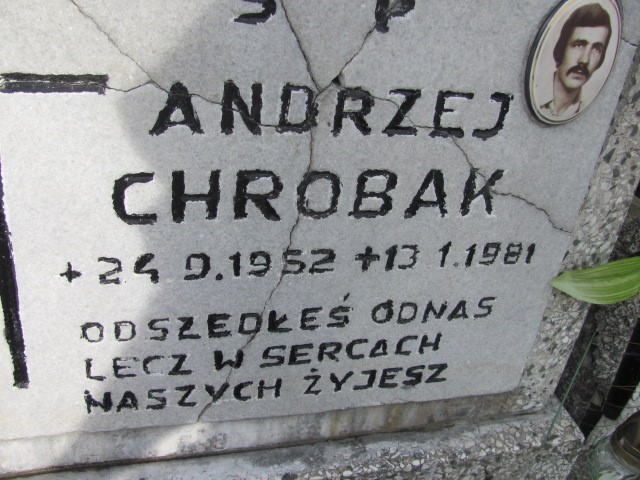 Ś P
ANDRZEJ
CHROBAK
+ 24 9.1952 + 13 1.1981
ODSZEDŁEŚ ODNAS
LECZ W SERCACH
NASZYCH ŻYJESZ